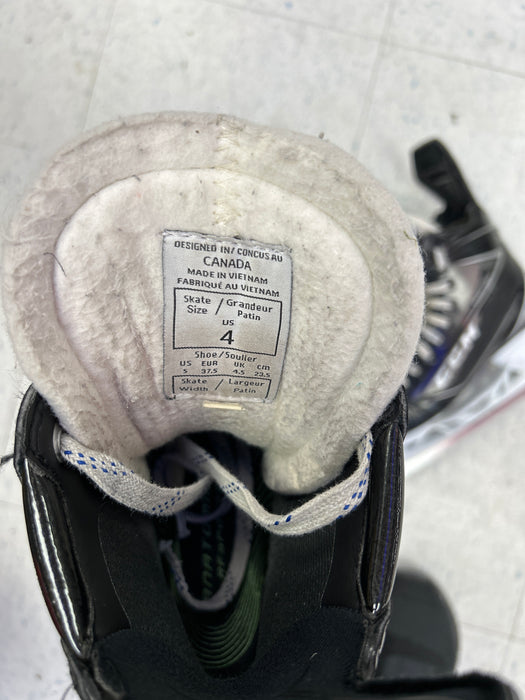 DESIGNED IN/ CONCUS AU
CANADA
MADE IN VIETNAM
FABRIQUÉ AU VIETNAM
Skate / Grandeur
Size Patin
US
4
Shoe/Soulier
US EUR UK cm
5 37.5 4.5 23.5
Skate / Largeur
Width Patin